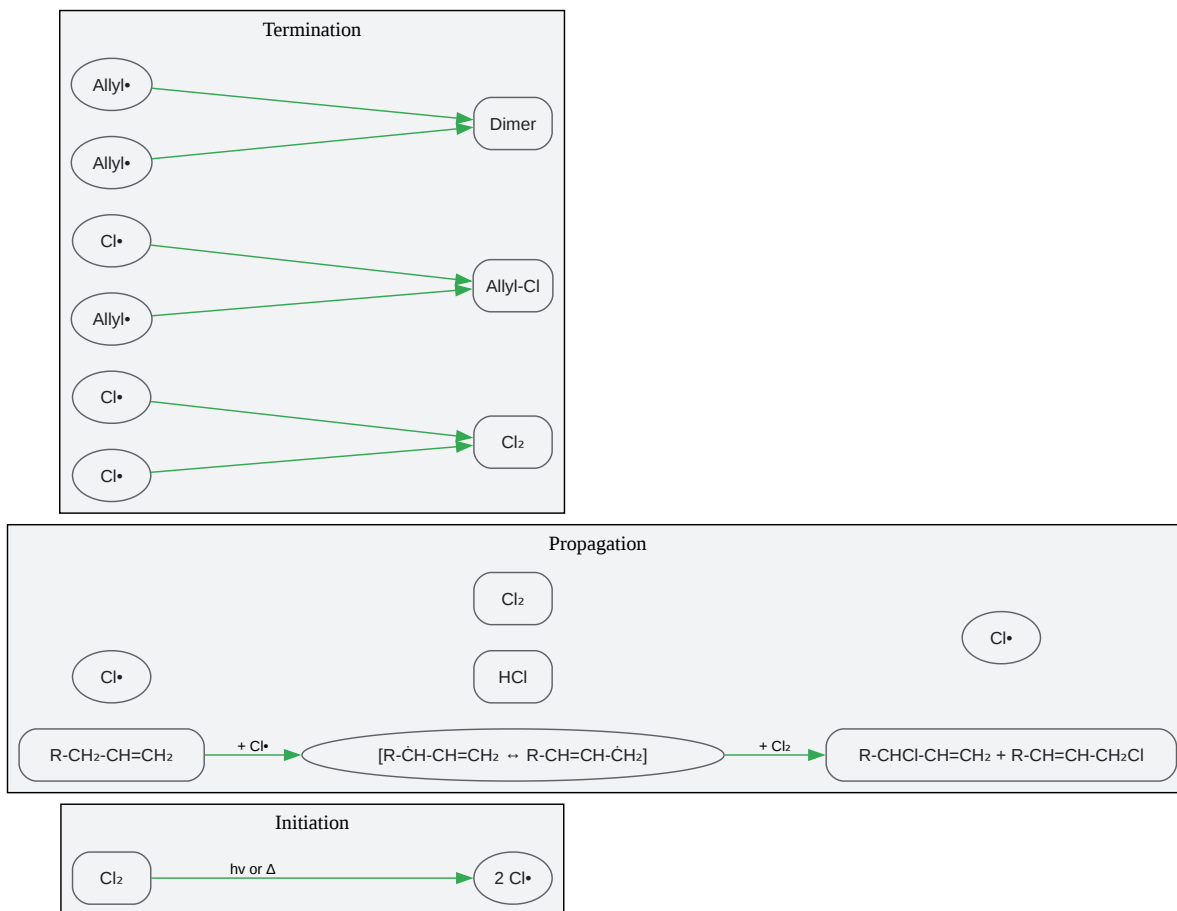 Termination
Allyl•
Dimer
Allyl•
Cl•
Allyl-Cl
Allyl•
Cl•
Cl₂
Cl•
Propagation
Cl₂
Cl•
Cl•
HCl
R-CH₂-CH=CH₂
+ Cl•
[R-ĊH-CH=CH₂ ↔ R-CH=CH-ĊH₂]
+ Cl₂
R-CHCl-CH=CH₂ + R-CH=CH-CH₂Cl
Initiation
Cl₂
hν or Δ
2 Cl•